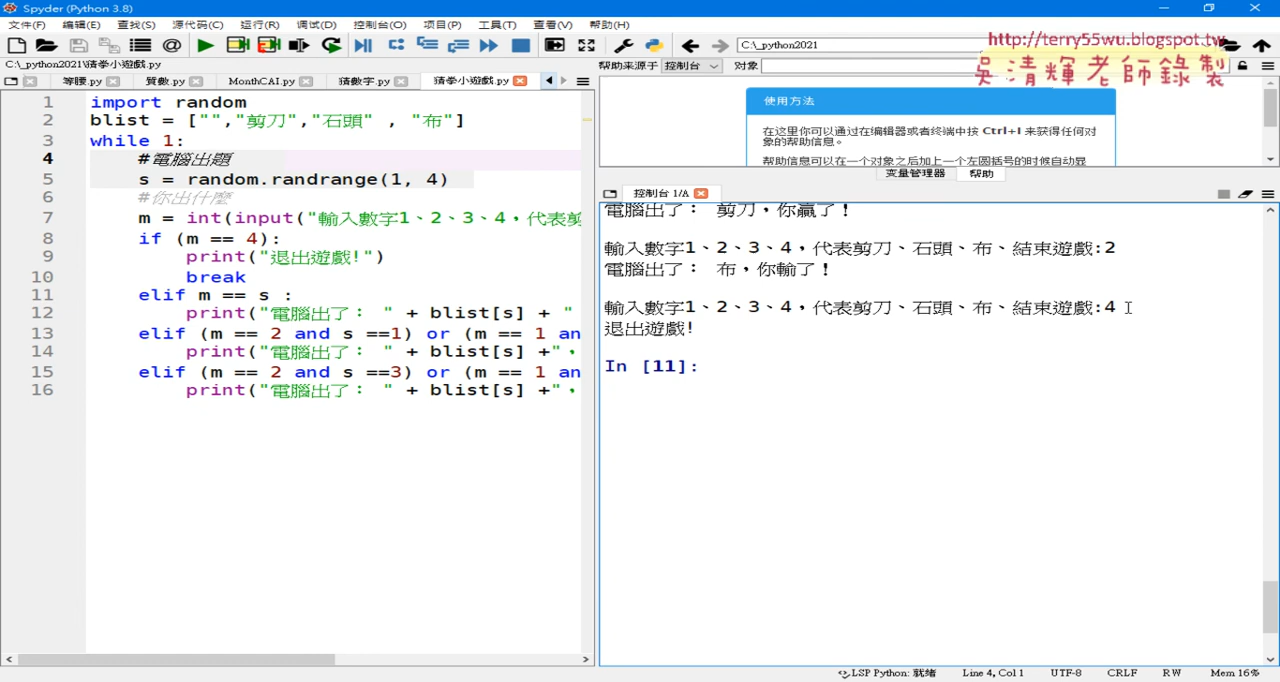 Spyder (Python 3.8)
文件(F) 编辑(E) 查找(S) 源代码(C) 运行(R) 调试(D) 控制台(O) 项目(P) 工具(T) 查看(V) 帮助(H)
C:\_python2021
http://terry55wu.blogspot.tw
吳清輝老師錄製
C:\_python2021\猜拳小遊戲.py
帮助来源于 控制台 对象
等腰.py 質數.py MonthCAI.py 猜數字.py 猜拳小遊戲.py
1 import random
2 blist = ["","剪刀","石頭" , "布"]
3 while 1:
4 #電腦出題
5 s = random.randrange(1, 4)
6 #你出什麼
7 m = int(input("輸入數字1、2、3、4，代表剪
8 if (m == 4):
9 print("退出遊戲!")
10 break
11 elif m == s :
12 print("電腦出了： " + blist[s] + "
13 elif (m == 2 and s ==1) or (m == 1 an
14 print("電腦出了： " + blist[s] +"，
15 elif (m == 2 and s ==3) or (m == 1 an
16 print("電腦出了： " + blist[s] +"，
使用方法
在这里你可以通过在编辑器或者终端中按 Ctrl+I 来获得任何对
象的帮助信息。
帮助信息可以在一个对象之后加上一个左圆括号的时候自动显
变量管理器 帮助
控制台 1/A
電腦出了： 剪刀，你贏了！
輸入數字1、2、3、4，代表剪刀、石頭、布、結束遊戲:2
電腦出了： 布，你輸了！
輸入數字1、2、3、4，代表剪刀、石頭、布、結束遊戲:4
退出遊戲!
In [11]:
LSP Python: 就绪 Line 4, Col 1 UTF-8 CRLF RW Mem 16%